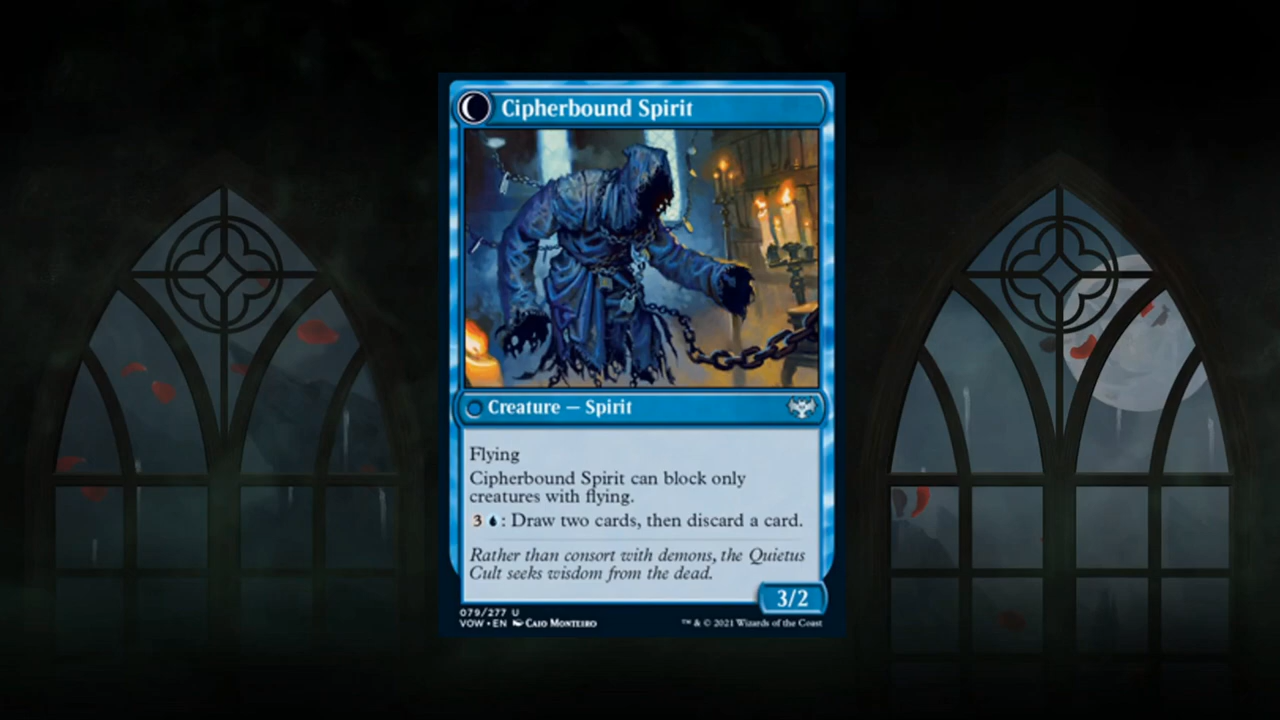 Cipherbound Spirit
Creature — Spirit
Flying
Cipherbound Spirit can block only
creatures with flying.
3: Draw two cards, then discard a card.
Rather than consort with demons, the Quietus
Cult seeks wisdom from the dead.
3/2
079/277 U
VOW • EN Caio Monteiro
™ & © 2021 Wizards of the Coast